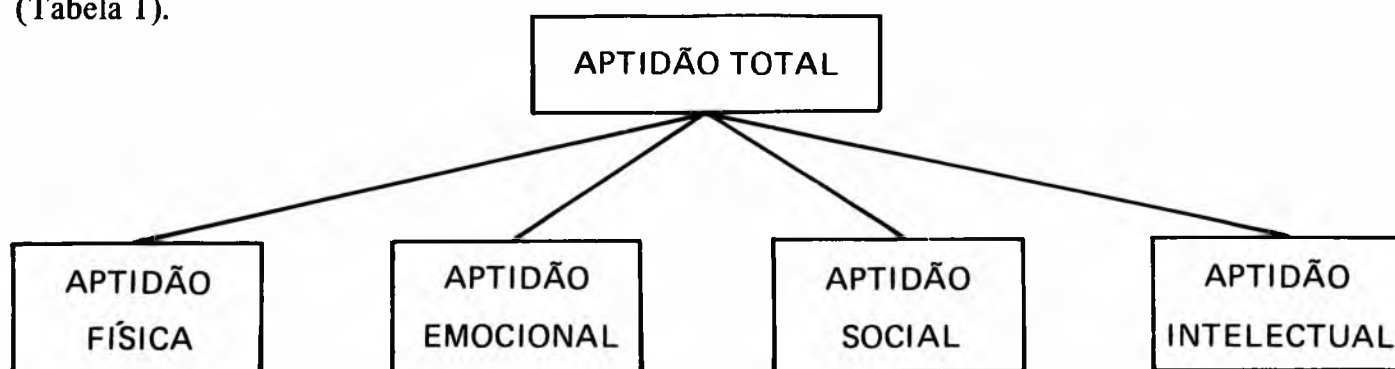 (Tabela 1).
APTIDÃO TOTAL
APTIDÃO
FÍSICA
APTIDÃO
EMOCIONAL
APTIDÃO
SOCIAL
APTIDÃO
INTELECTUAL